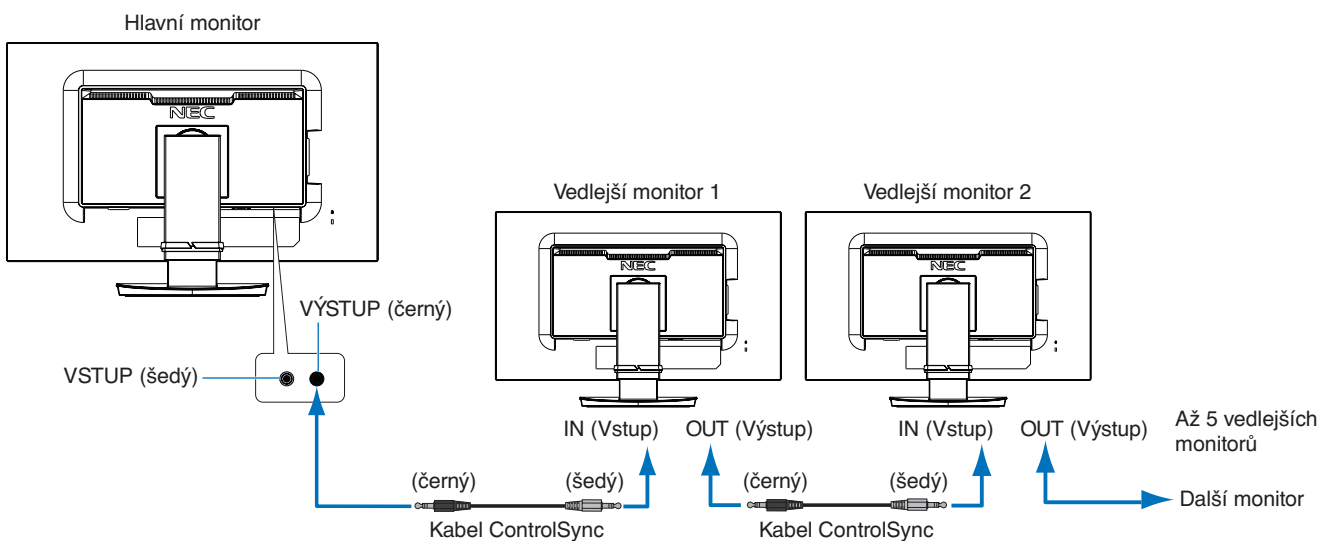 Hlavní monitor
NEC
VÝSTUP (černý)
VSTUP (šedý)
Vedlejší monitor 1
Vedlejší monitor 2
NEC
NEC
IN (Vstup)
OUT (Výstup)
IN (Vstup)
OUT (Výstup)
Až 5 vedlejších
monitorů
(černý)
(šedý)
(černý)
(šedý)
Další monitor
Kabel ControlSync
Kabel ControlSync